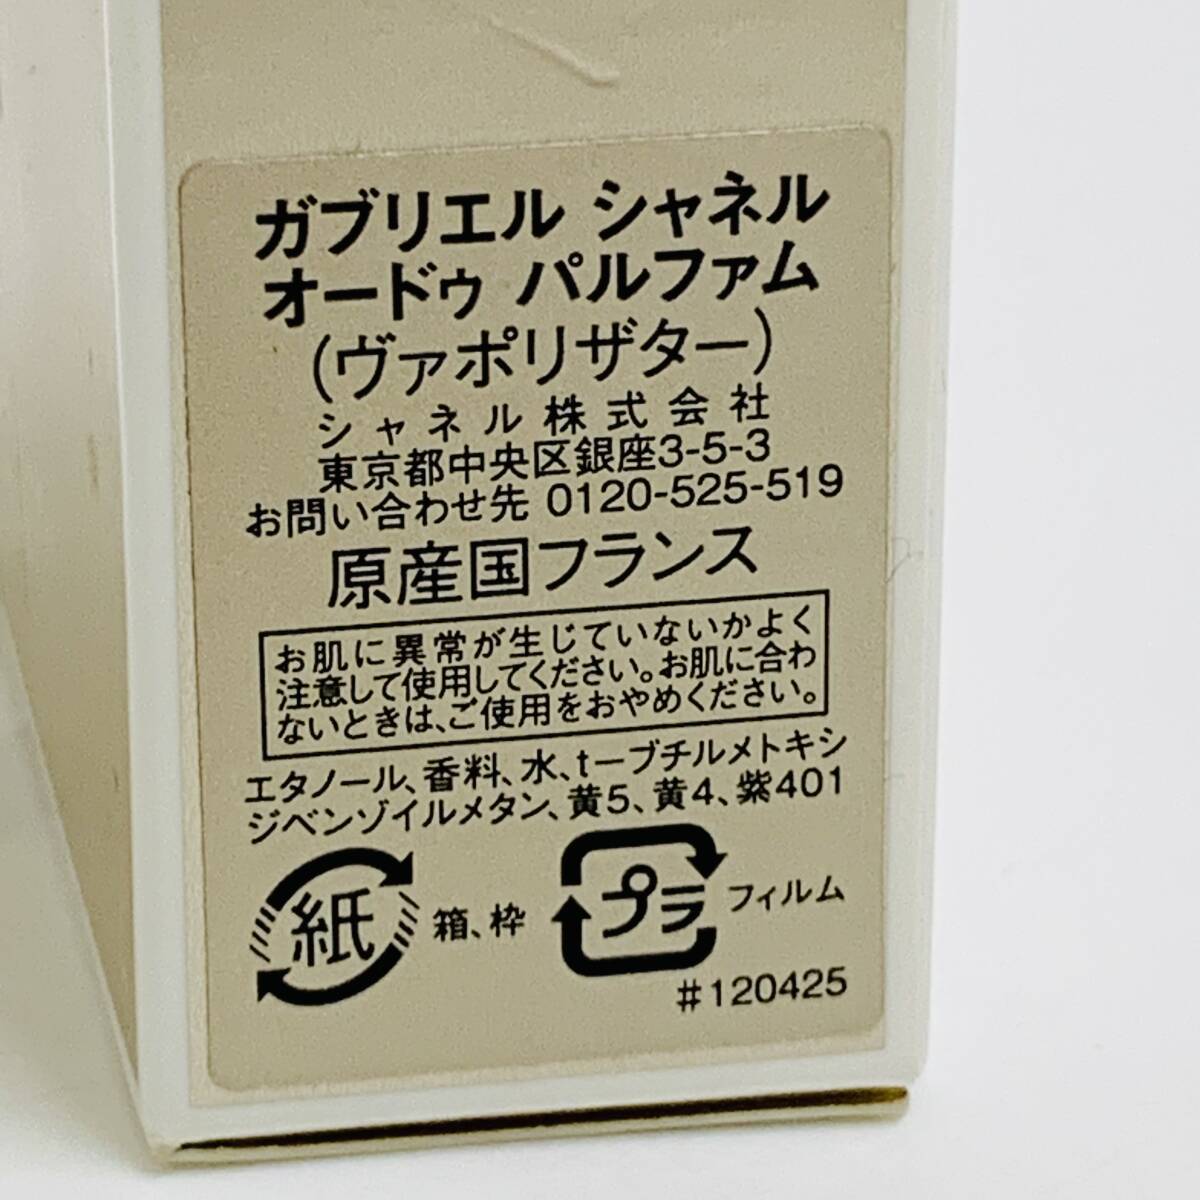 ガブリエル シャネル
オードゥ パルファム
(ヴァポリザター)
シャネル株式会社
東京都中央区銀座3-5-3
お問い合わせ先 0120-525-519
原産国フランス
お肌に異常が生じていないかよく
注意して使用してください。お肌に合わ
ないときは、ご使用をおやめください。
エタノール、香料、水、t-ブチルメトキシ
ジベンゾイルメタン、黄5、黄4、紫401
紙 箱、枠 プラ フィルム
#120425